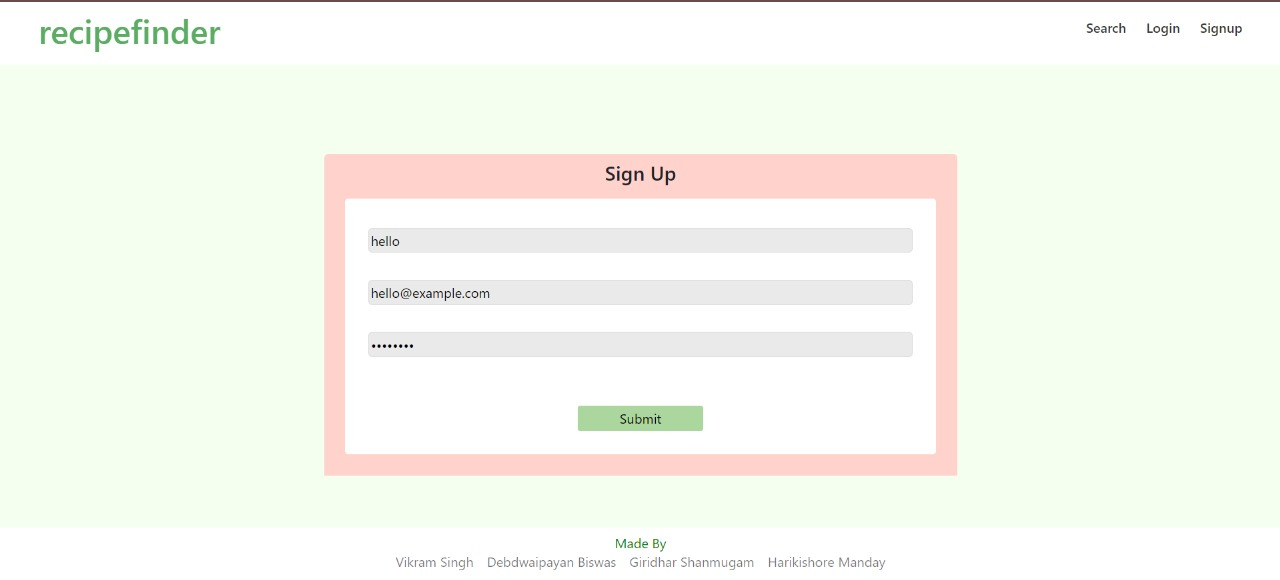 recipefinder
Search Login Signup
Sign Up
hello
hello@example.com
••••••••
Submit
Made By
Vikram Singh Debdwaipayan Biswas Giridhar Shanmugam Harikishore Manday